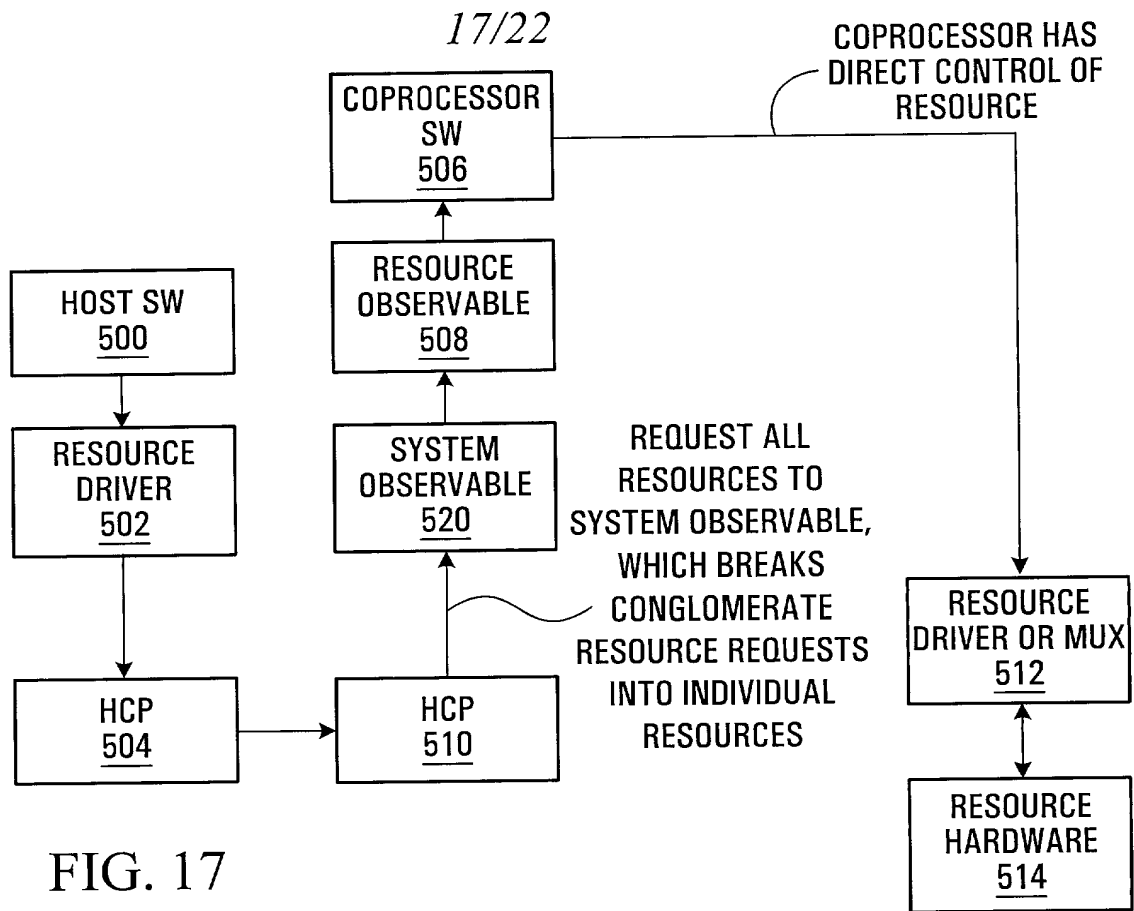 17/22
COPROCESSOR HAS
DIRECT CONTROL OF
RESOURCE
COPROCESSOR
SW
506
RESOURCE
OBSERVABLE
508
HOST SW
500
RESOURCE
DRIVER
502
SYSTEM
OBSERVABLE
520
REQUEST ALL
RESOURCES TO
SYSTEM OBSERVABLE,
WHICH BREAKS
CONGLOMERATE
RESOURCE REQUESTS
INTO INDIVIDUAL
RESOURCES
HCP
504
HCP
510
RESOURCE
DRIVER OR MUX
512
RESOURCE
HARDWARE
514
FIG. 17